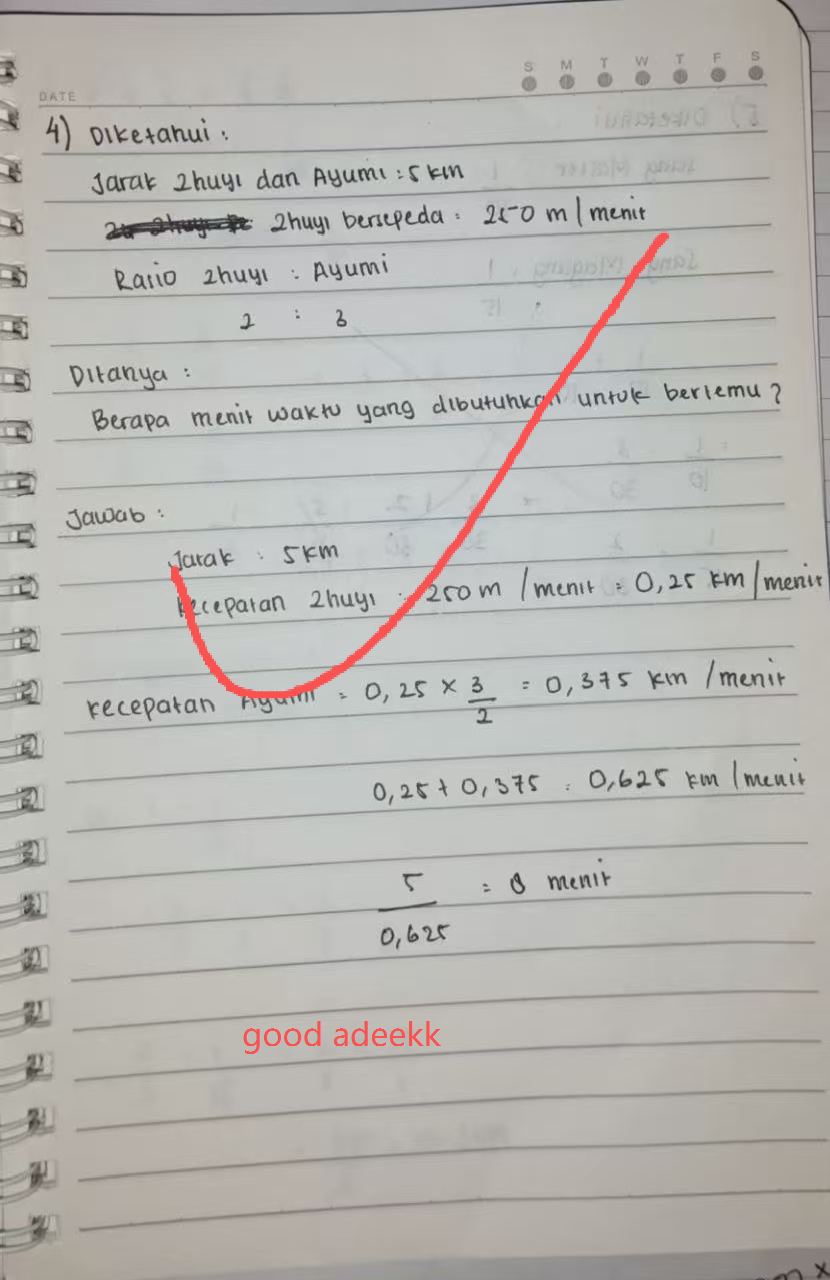 S M T W T F S
DATE
4) Diketahui :
Jarak Zhuyi dan Ayumi : 5 km
Zhuyi bersepeda : 250 m / menit
Rasio Zhuyi : Ayumi
2 : 3
Ditanya :
Berapa menit waktu yang dibutuhkan untuk bertemu ?
Jawab :
Jarak : 5 km
Kecepatan Zhuyi : 250 m / menit = 0,25 km / menit
kecepatan Ayumi = 0,25 × 3/2 = 0,375 km / menit
0,25 + 0,375 = 0,625 km / menit
5/0,625 = 8 menit
good adeekk